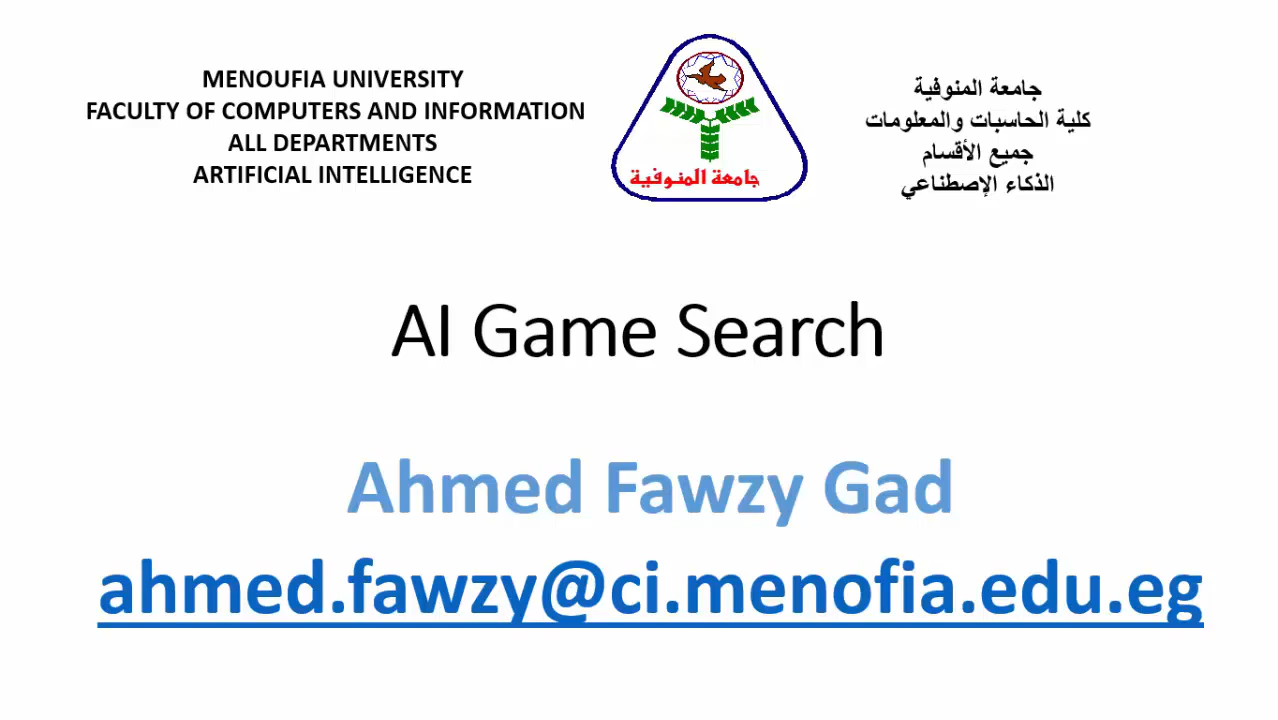 MENOUFIA UNIVERSITY
FACULTY OF COMPUTERS AND INFORMATION
ALL DEPARTMENTS
ARTIFICIAL INTELLIGENCE
جامعة المنوفية
جامعة المنوفية
كلية الحاسبات والمعلومات
جميع الأقسام
الذكاء الإصطناعي
AI Game Search
Ahmed Fawzy Gad
ahmed.fawzy@ci.menofia.edu.eg